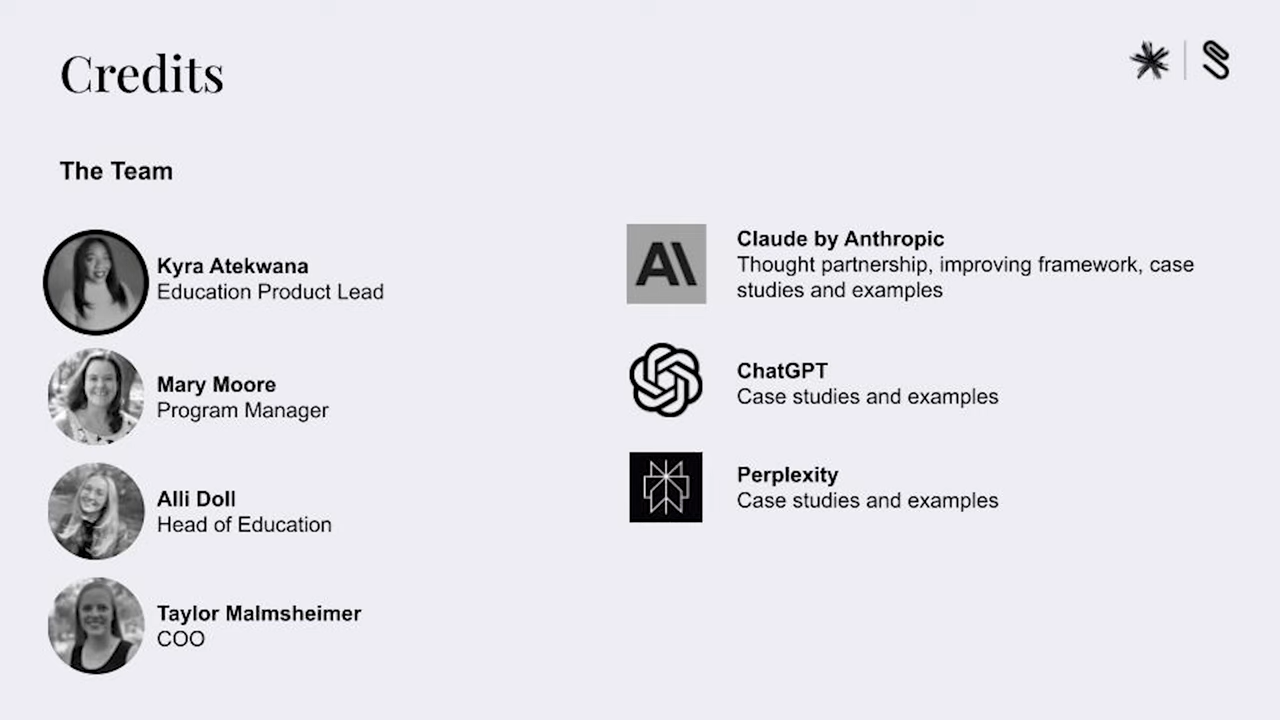 Credits
The Team
Kyra Atekwana
Education Product Lead
Mary Moore
Program Manager
Alli Doll
Head of Education
Taylor Malmsheimer
COO
Claude by Anthropic
Thought partnership, improving framework, case
studies and examples
ChatGPT
Case studies and examples
Perplexity
Case studies and examples